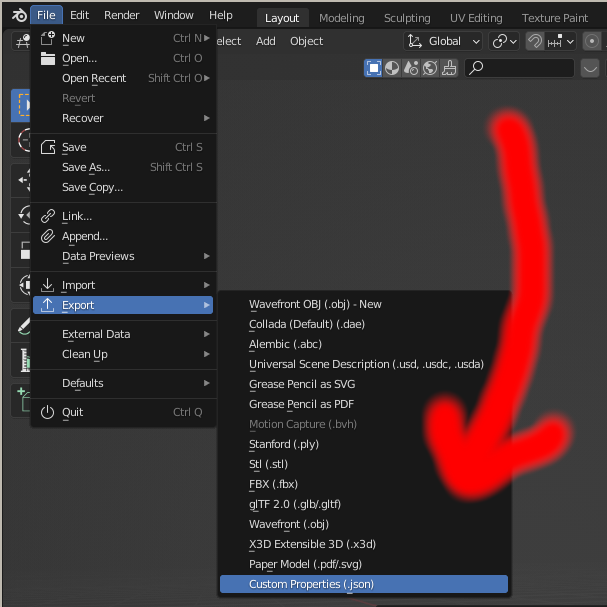 File Edit Render Window Help Layout Modeling Sculpting UV Editing Texture Paint
elect Add Object Global
New Ctrl N
Open... Ctrl O
Open Recent Shift Ctrl O
Revert
Recover
Save Ctrl S
Save As... Shift Ctrl S
Save Copy...
Link...
Append...
Data Previews
Import
Export
External Data
Clean Up
Defaults
Quit Ctrl Q
Wavefront OBJ (.obj) - New
Collada (Default) (.dae)
Alembic (.abc)
Universal Scene Description (.usd, .usdc, .usda)
Grease Pencil as SVG
Grease Pencil as PDF
Motion Capture (.bvh)
Stanford (.ply)
Stl (.stl)
FBX (.fbx)
glTF 2.0 (.glb/.gltf)
Wavefront (.obj)
X3D Extensible 3D (.x3d)
Paper Model (.pdf/.svg)
Custom Properties (.json)